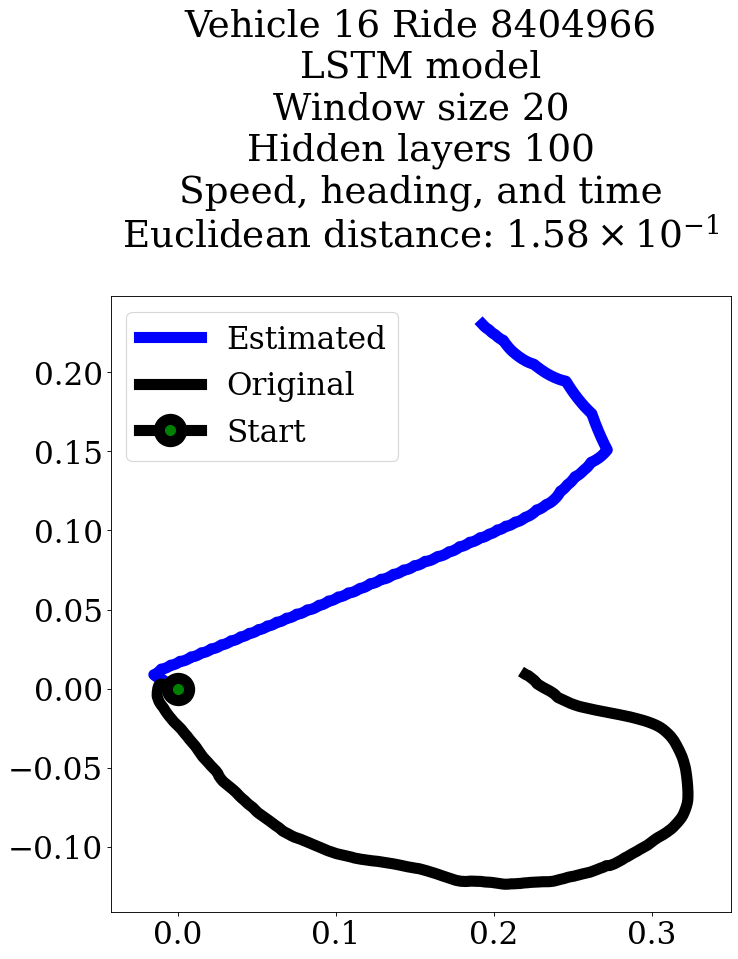 Vehicle 16 Ride 8404966
LSTM model
Window size 20
Hidden layers 100
Speed, heading, and time
Euclidean distance: 1.58 × 10⁻¹
Estimated
Original
Start
0.20
0.15
0.10
0.05
0.00
−0.05
−0.10
0.0 0.1 0.2 0.3